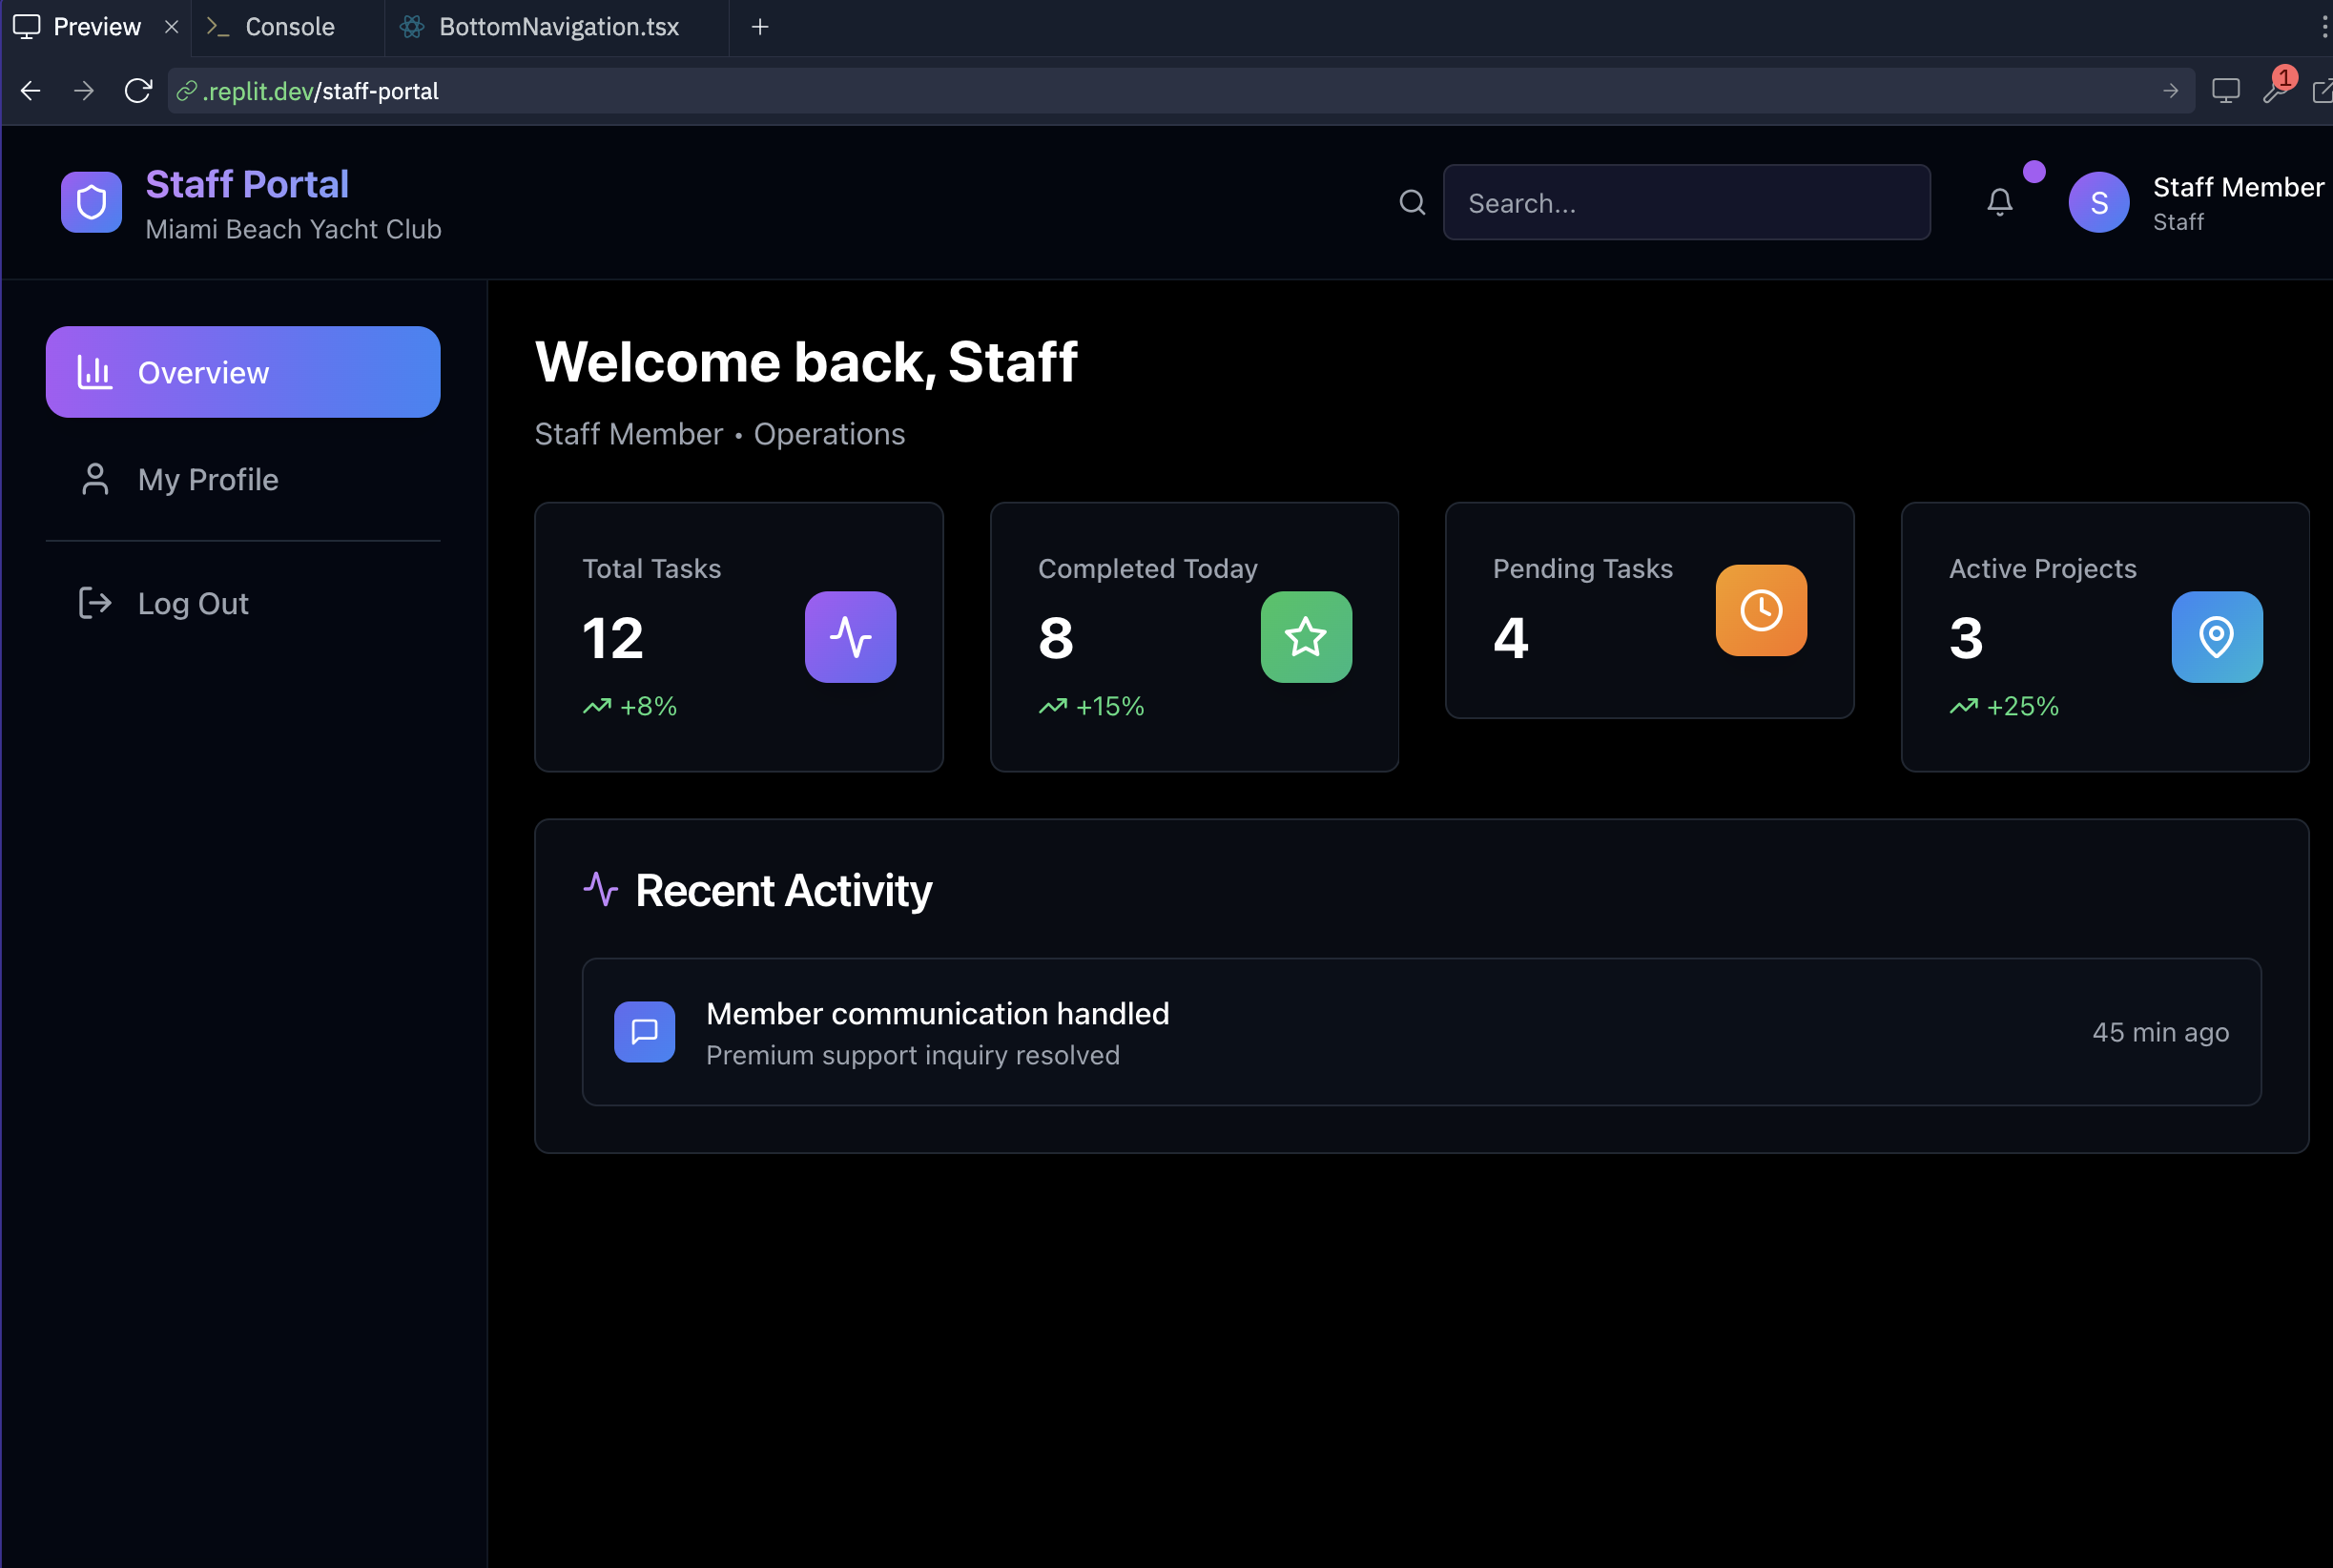 Preview
Console
BottomNavigation.tsx
.replit.dev/staff-portal
1
Staff Portal
Miami Beach Yacht Club
Search...
S
Staff Member
Staff
Overview
My Profile
Log Out
Welcome back, Staff
Staff Member • Operations
Total Tasks
12
+8%
Completed Today
8
+15%
Pending Tasks
4
Active Projects
3
+25%
Recent Activity
Member communication handled
Premium support inquiry resolved
45 min ago